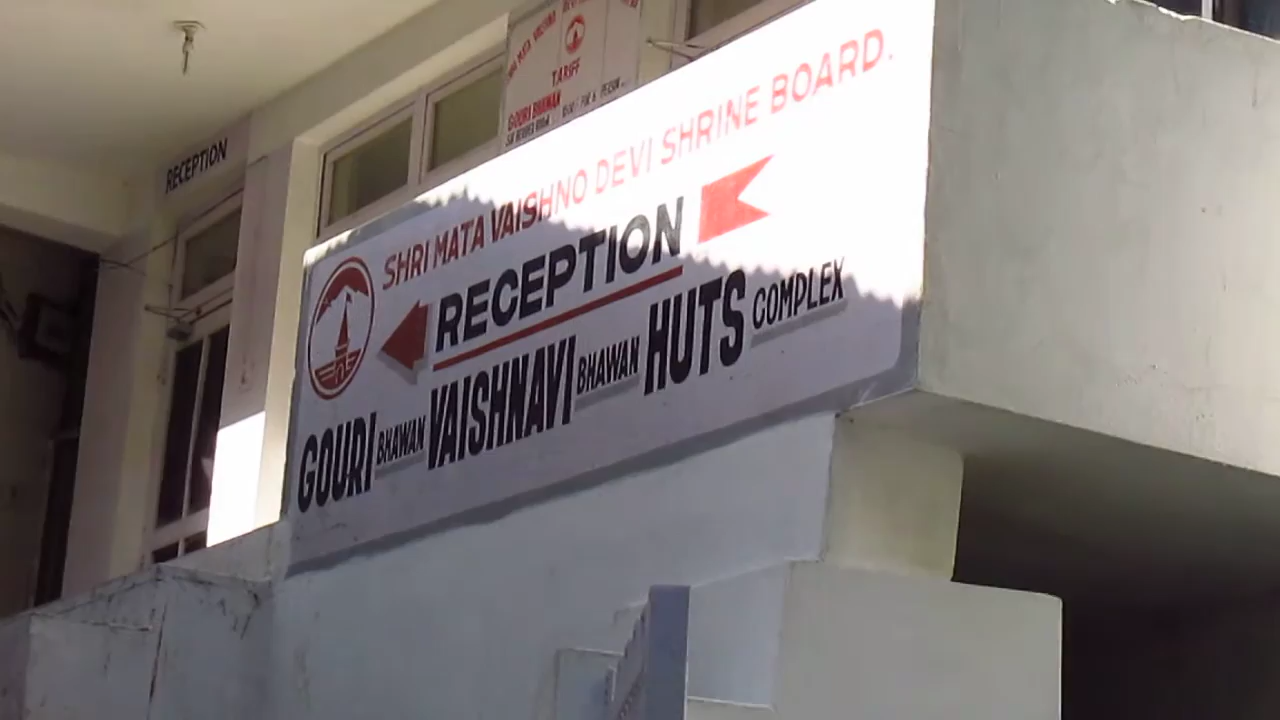 TARIFF
GOURI BHAWAN
RECEPTION
SHRI MATA VAISHNO DEVI SHRINE BOARD.
RECEPTION
GOURI BHAWAN VAISHNAVI BHAWAN HUTS COMPLEX